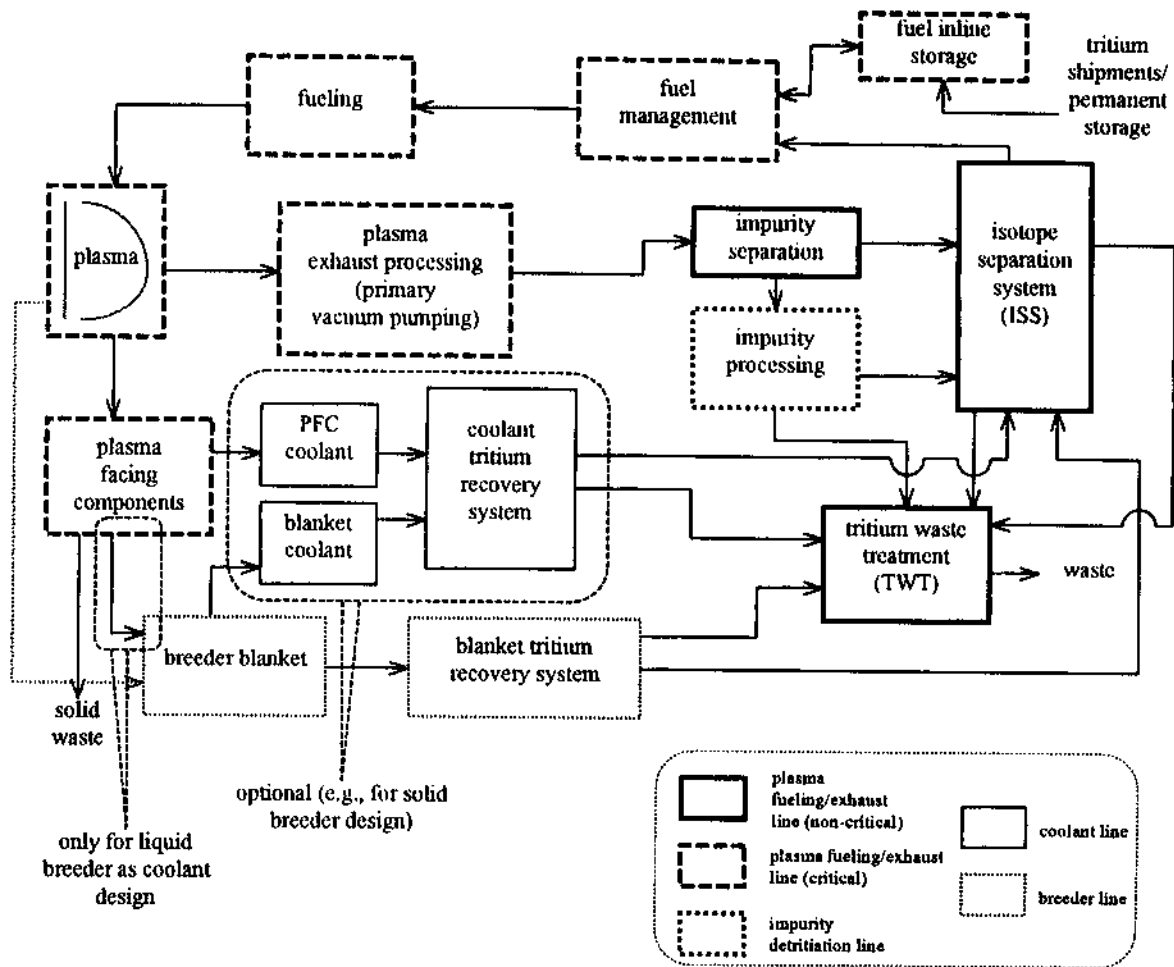 fuel inline
storage
tritium
shipments/
permanent
storage
fueling
fuel
management
plasma
plasma
exhaust processing
(primary
vacuum pumping)
impurity
separation
isotope
separation
system
(ISS)
impurity
processing
plasma
facing
components
PFC
coolant
coolant
tritium
recovery
system
blanket
coolant
tritium waste
treatment
(TWT)
waste
breeder blanket
blanket tritium
recovery system
solid
waste
optional (e.g., for solid
breeder design)
only for liquid
breeder as coolant
design
plasma
fueling/exhaust
line (non-critical)
coolant line
plasma fueling/exhaust
line (critical)
breeder line
impurity
detritiation line